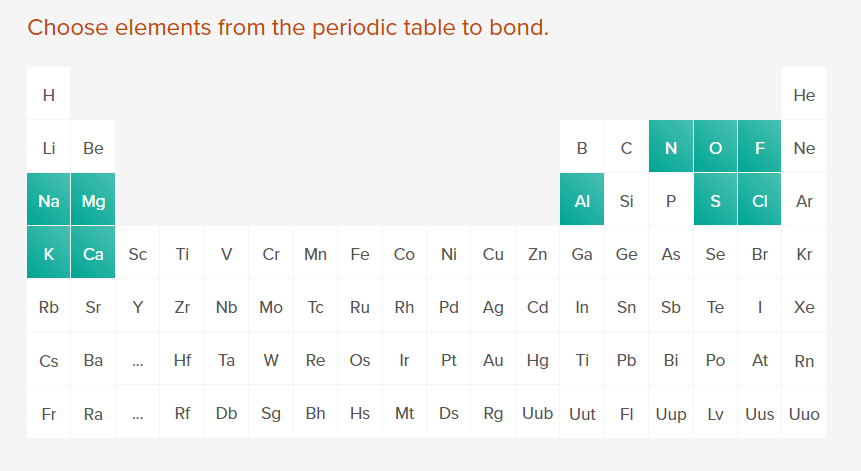 Choose elements from the periodic table to bond.
H He
Li Be B C N O F Ne
Na Mg Al Si P S Cl Ar
K Ca Sc Ti V Cr Mn Fe Co Ni Cu Zn Ga Ge As Se Br Kr
Rb Sr Y Zr Nb Mo Tc Ru Rh Pd Ag Cd In Sn Sb Te I Xe
Cs Ba ... Hf Ta W Re Os Ir Pt Au Hg Ti Pb Bi Po At Rn
Fr Ra ... Rf Db Sg Bh Hs Mt Ds Rg Uub Uut Fl Uup Lv Uus Uuo